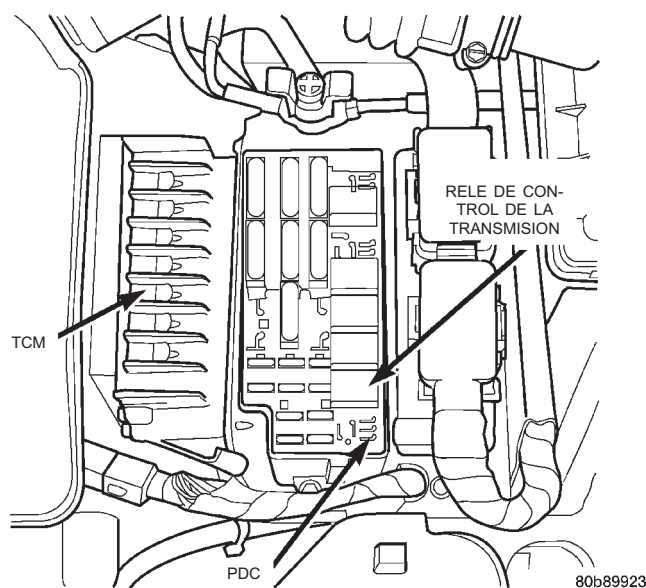 RELE DE CON-
TROL DE LA
TRANSMISION
TCM
PDC
80b89923